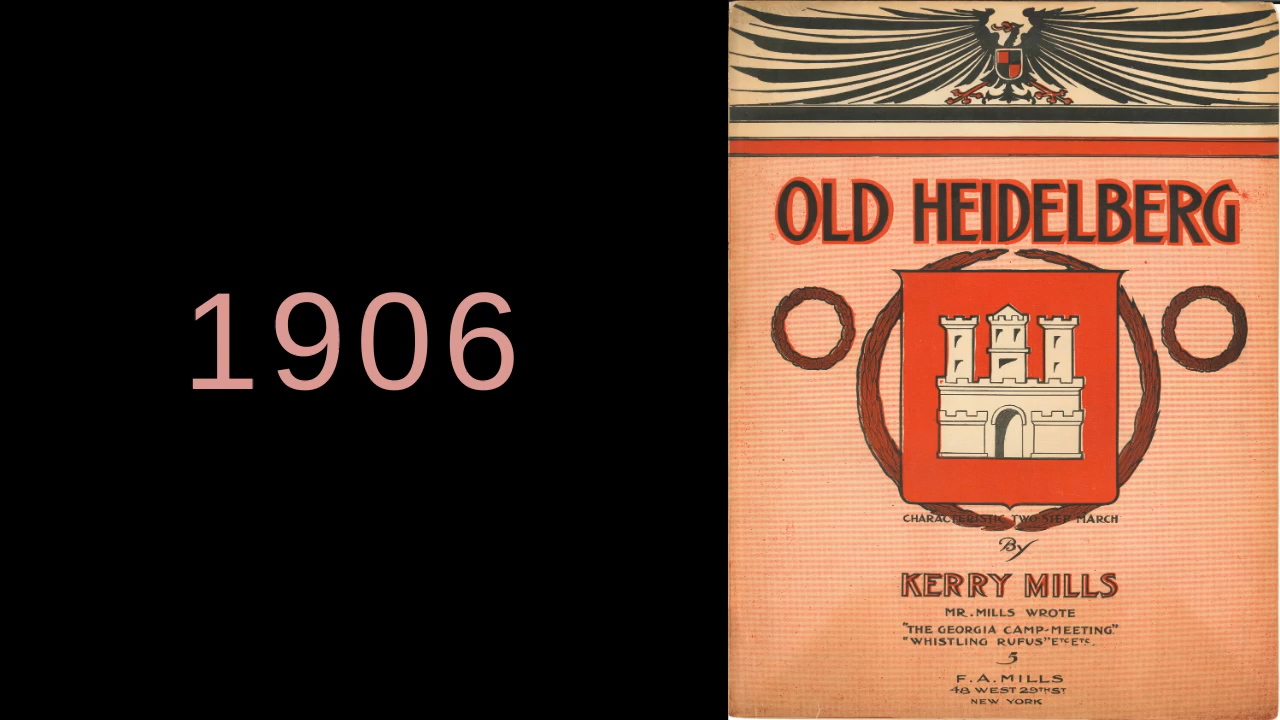 1906
OLD HEIDELBERG
CHARACTERISTIC TWO-STEP MARCH
By
KERRY MILLS
MR. MILLS WROTE
"THE GEORGIA CAMP-MEETING"
"WHISTLING RUFUS" ETC ETC.
5
F. A. MILLS
48 WEST 29TH ST
NEW YORK